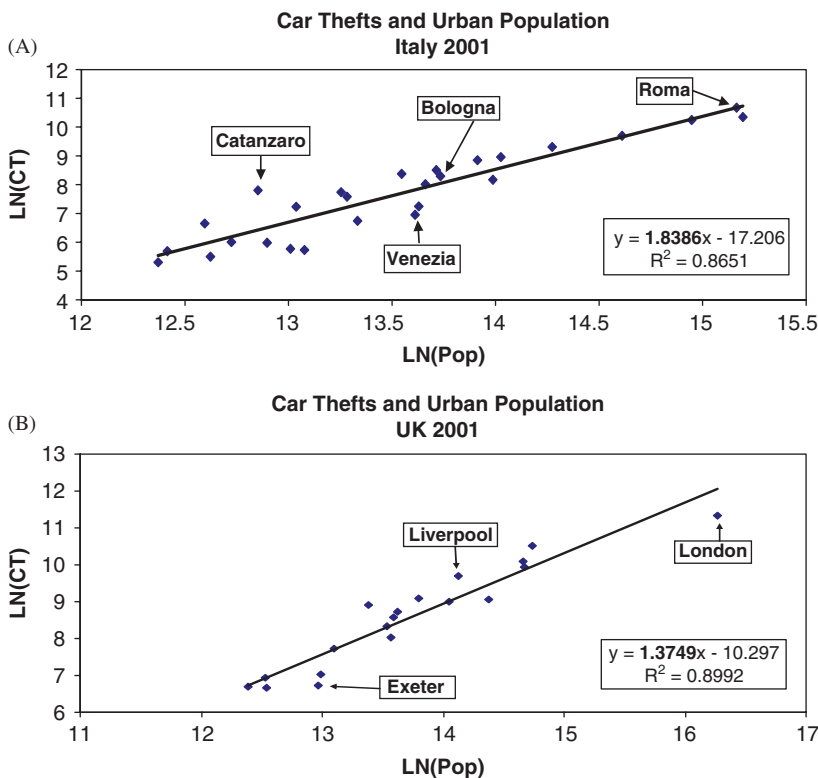 (A)
Car Thefts and Urban Population
Italy 2001
12
11
10
9
8
7
6
5
4
LN(CT)
Catanzaro
Bologna
Roma
Venezia
y = 1.8386x - 17.206
R² = 0.8651
12 12.5 13 13.5 14 14.5 15 15.5
LN(Pop)
(B)
Car Thefts and Urban Population
UK 2001
13
12
11
10
9
8
7
6
LN(CT)
Liverpool
London
Exeter
y = 1.3749x - 10.297
R² = 0.8992
11 12 13 14 15 16 17
LN(Pop)